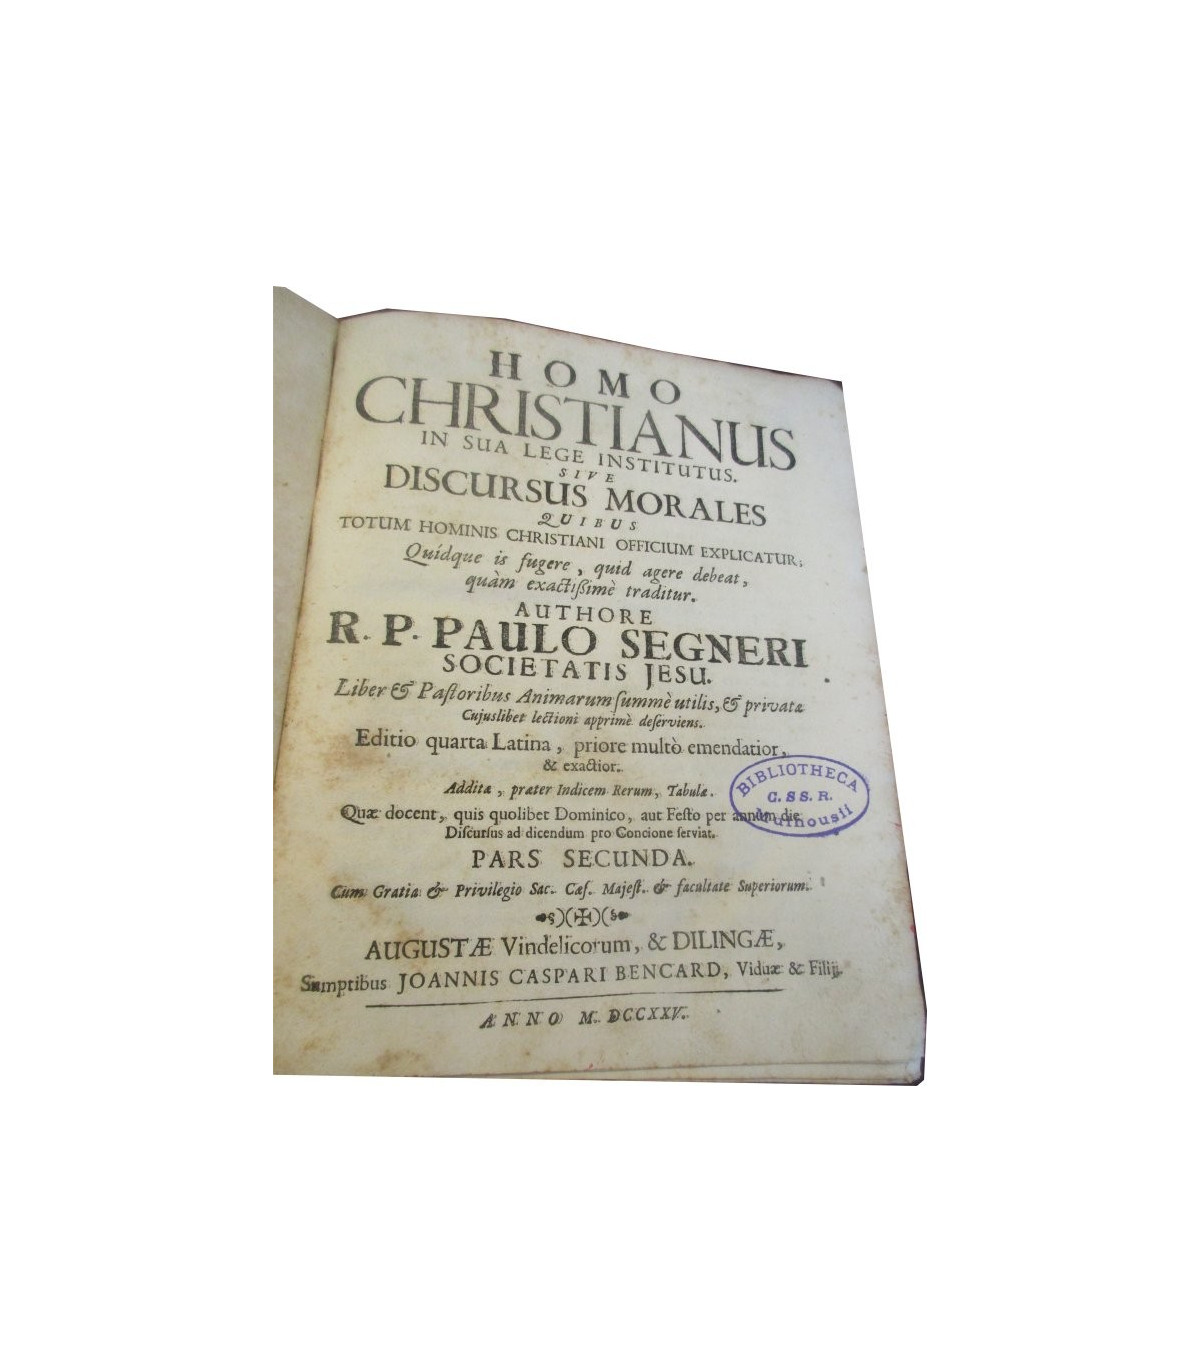 HOMO
CHRISTIANUS
IN SUA LEGE INSTITUTUS.
SIVE
DISCURSUS MORALES
QUIBUS
TOTUM HOMINIS CHRISTIANI OFFICIUM EXPLICATUR;
Quidque is fugere, quid agere debeat,
quàm exactißimè traditur.
AUTHORE
R. P. PAULO SEGNERI
SOCIETATIS JESU.
Liber & Paſtoribus Animarum ſummè utilis, & privatæ
Cujuslibet lectioni apprimè deſerviens.
Editio quarta Latina, priore multò emendatior,
& exactior.
Additæ, præter Indicem Rerum, Tabulæ.
Quæ docent, quis quolibet Dominico, aut Feſto per annum die
Diſcurſus ad dicendum pro Concione ſerviat.
PARS SECUNDA.
Cum Gratia & Privilegio Sac. Cæſ. Majeſt. & facultate Superiorum.
AUGUSTÆ Vindelicorum, & DILINGÆ,
Sumptibus JOANNIS CASPARI BENCARD, Viduæ & Filij.
ANNO M. DCCXXV.
BIBLIOTHECA
C. SS. R.
Mulhousii